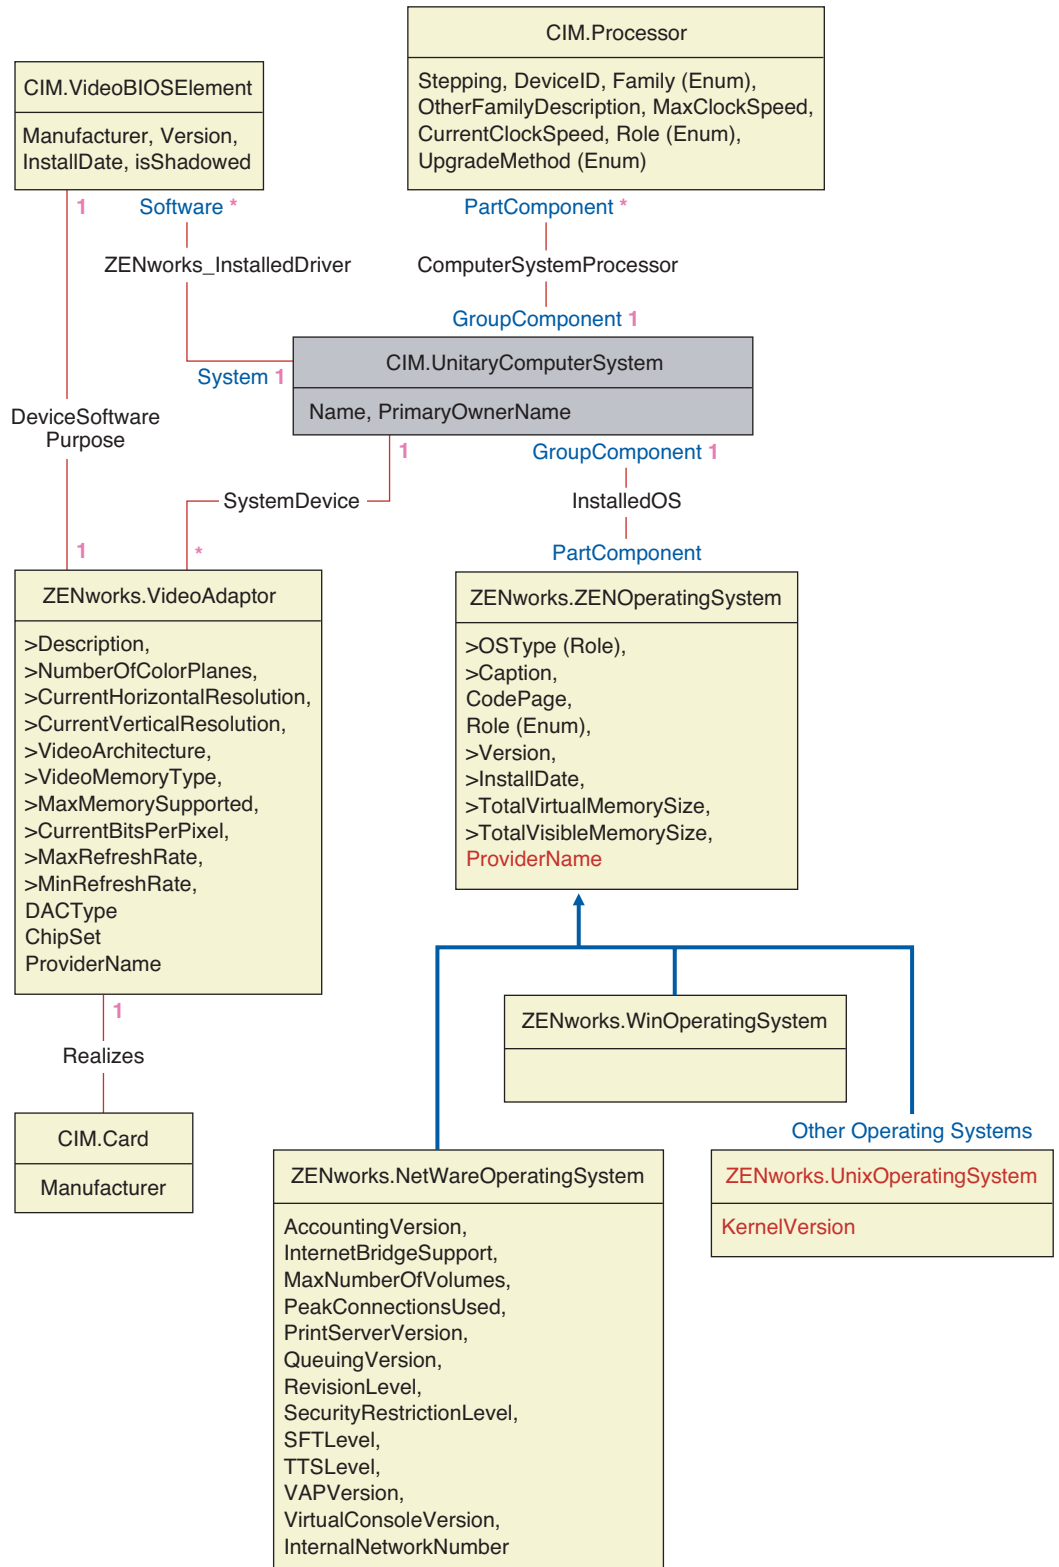 CIM.Processor
Stepping, DeviceID, Family (Enum),
OtherFamilyDescription, MaxClockSpeed,
CurrentClockSpeed, Role (Enum),
UpgradeMethod (Enum)
CIM.VideoBIOSElement
Manufacturer, Version,
InstallDate, isShadowed
1
Software *
PartComponent *
ZENworks_InstalledDriver
ComputerSystemProcessor
GroupComponent 1
CIM.UnitaryComputerSystem
Name, PrimaryOwnerName
System 1
DeviceSoftware
Purpose
1
GroupComponent 1
SystemDevice
InstalledOS
1
*
PartComponent
ZENworks.VideoAdaptor
>Description,
>NumberOfColorPlanes,
>CurrentHorizontalResolution,
>CurrentVerticalResolution,
>VideoArchitecture,
>VideoMemoryType,
>MaxMemorySupported,
>CurrentBitsPerPixel,
>MaxRefreshRate,
>MinRefreshRate,
DACType
ChipSet
ProviderName
ZENworks.ZENOperatingSystem
>OSType (Role),
>Caption,
CodePage,
Role (Enum),
>Version,
>InstallDate,
>TotalVirtualMemorySize,
>TotalVisibleMemorySize,
ProviderName
1
Realizes
CIM.Card
Manufacturer
ZENworks.WinOperatingSystem
Other Operating Systems
ZENworks.NetWareOperatingSystem
AccountingVersion,
InternetBridgeSupport,
MaxNumberOfVolumes,
PeakConnectionsUsed,
PrintServerVersion,
QueuingVersion,
RevisionLevel,
SecurityRestrictionLevel,
SFTLevel,
TTSLevel,
VAPVersion,
VirtualConsoleVersion,
InternalNetworkNumber
ZENworks.UnixOperatingSystem
KernelVersion